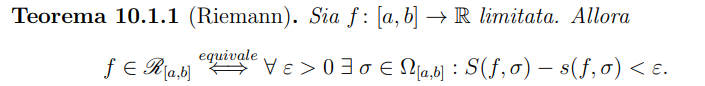 Teorema 10.1.1 (Riemann). Sia f : [a, b] → ℝ limitata. Allora
f ∈ ℛ[a,b] equivale ⟺ ∀ ε > 0 ∃ σ ∈ Ω[a,b] : S(f, σ) − s(f, σ) < ε.